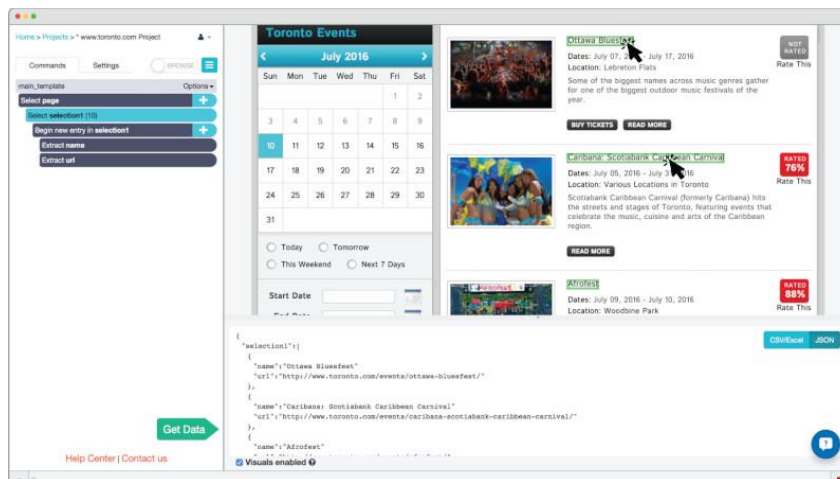 Home > Projects > * www.toronto.com Project
Commands
Settings
BROWSE
main_template
Options
Select page
Select selection1 (10)
Begin new entry in selection1
Extract name
Extract url
Get Data
Help Center | Contact us
Toronto Events
July 2016
Sun Mon Tue Wed Thu Fri Sat
1 2
3 4 5 6 7 8 9
10 11 12 13 14 15 16
17 18 19 20 21 22 23
24 25 26 27 28 29 30
31
Today Tomorrow
This Weekend Next 7 Days
Start Date
Ottawa
Dates: July 07, - July 17, 2016
Location: Lebreton Flats
Some of the biggest names across music genres gather
for one of the biggest outdoor music festivals of the
year.
BUY TICKETS READ MORE
NOT
RATED
Rate This
Caribana: Scotiabank Carnival
Dates: July 05, 2016 - July 2016
Location: Various Locations in Toronto
Scotiabank Caribbean Carnival (formerly Caribana) hits
the streets and stages of Toronto, featuring events that
celebrate the music, cuisine and arts of the Caribbean
region.
READ MORE
RATED
76%
Rate This
Afrofest
Dates: July 09, 2016 - July 10, 2016
Location: Woodbine Park
RATED
88%
Rate This
CSV/Excel JSON
{
"selection1":[
{
"name":"Ottawa Bluesfest"
"url":"http://www.toronto.com/events/ottawa-bluesfest/"
},
{
"name":"Caribana: Scotiabank Caribbean Carnival"
"url":"http://www.toronto.com/events/caribana-scotiabank-caribbean-carnival/"
},
{
"name":"Afrofest"
Visuals enabled